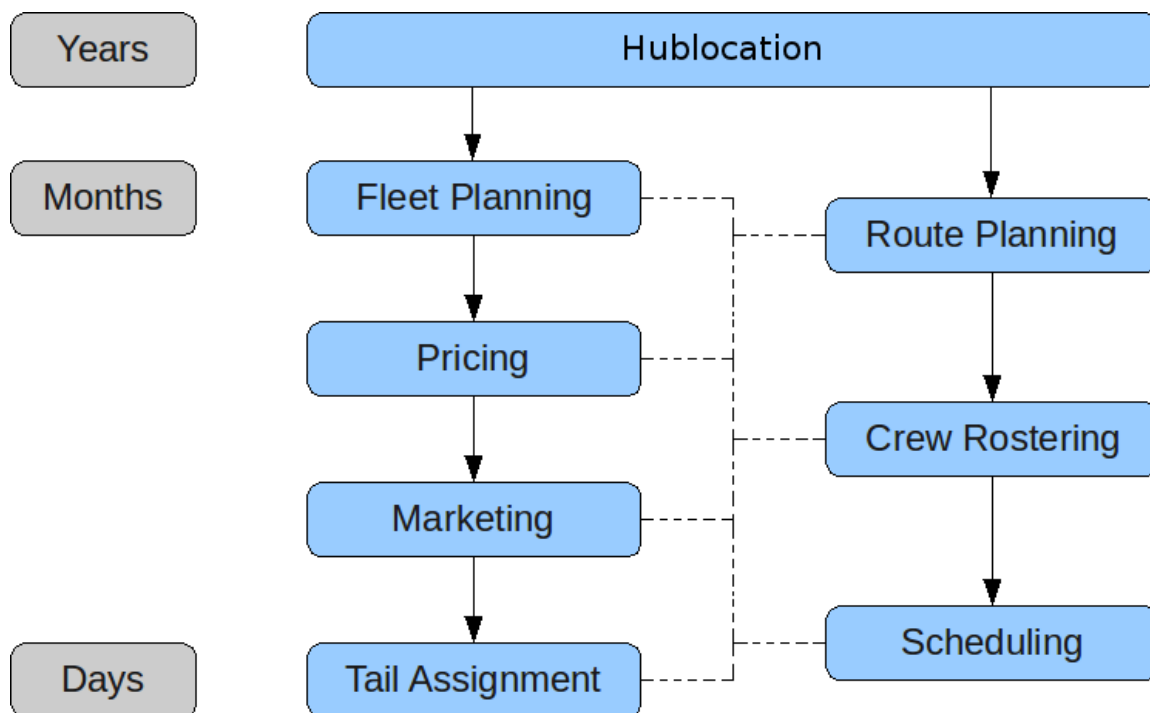 Years
Hublocation
Months
Fleet Planning
Route Planning
Pricing
Crew Rostering
Marketing
Scheduling
Days
Tail Assignment